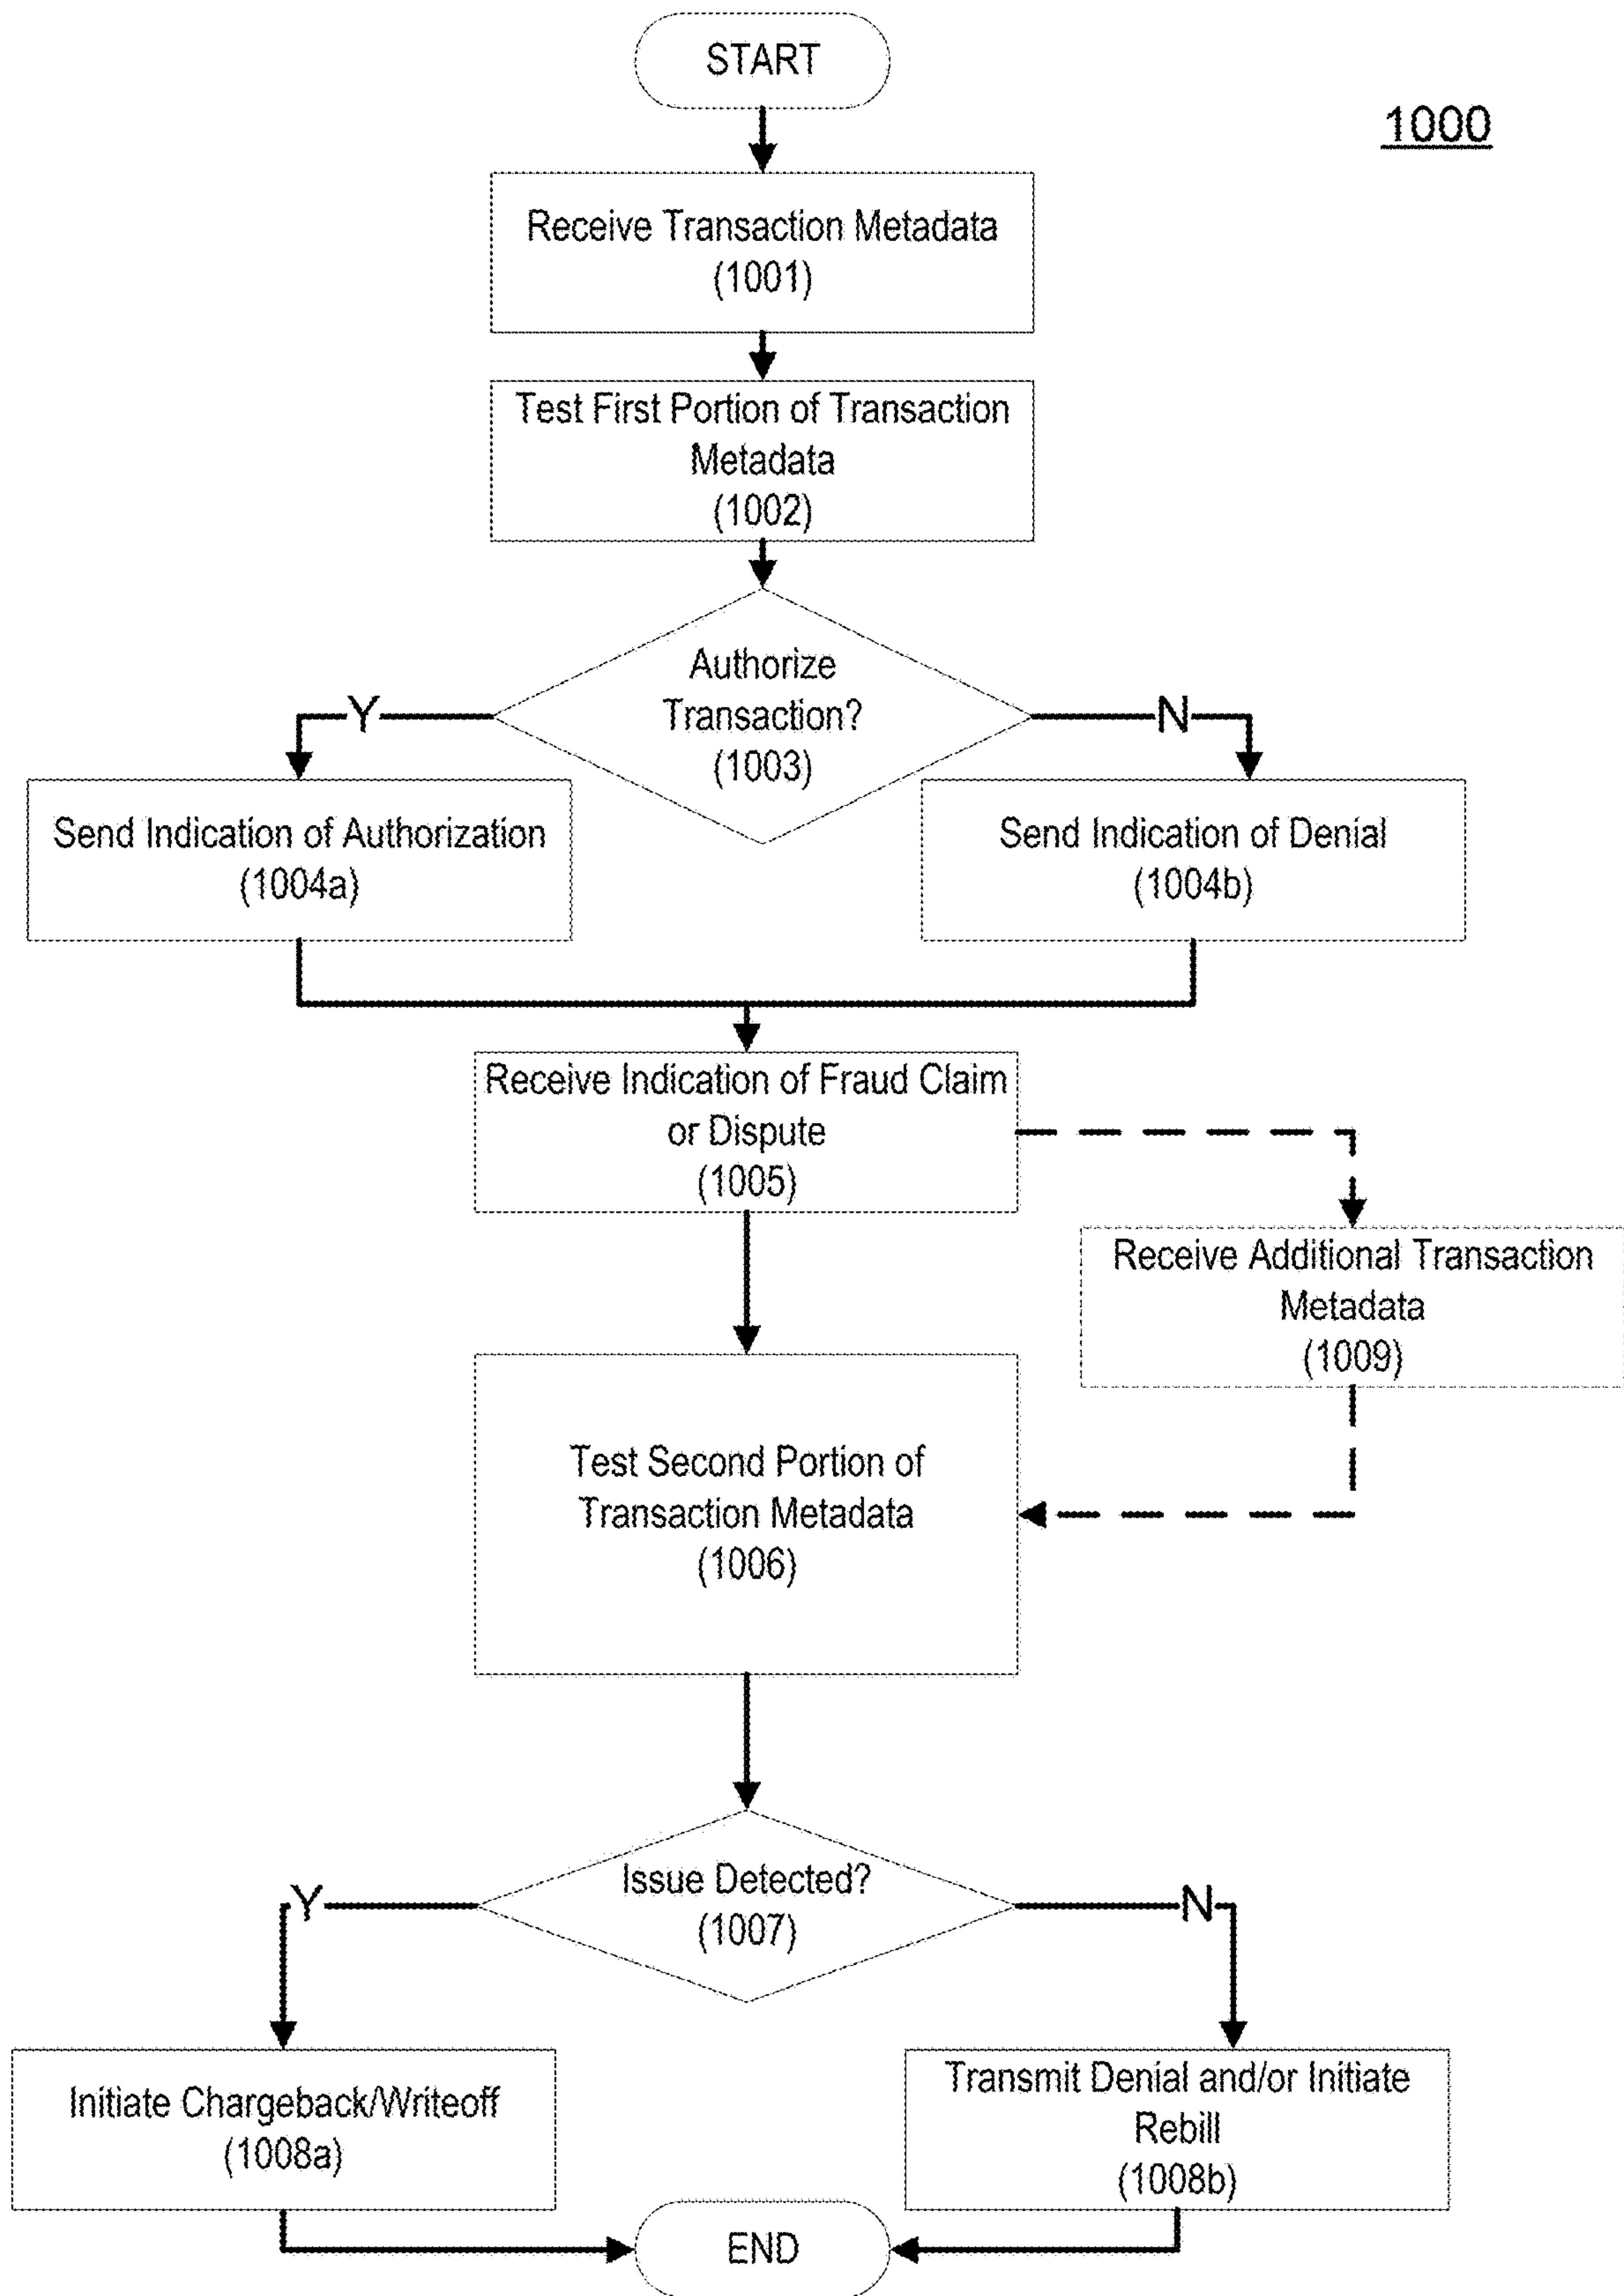 START
1000
Receive Transaction Metadata
(1001)
Test First Portion of Transaction
Metadata
(1002)
Authorize
Transaction?
(1003)
Y
N
Send Indication of Authorization
(1004a)
Send Indication of Denial
(1004b)
Receive Indication of Fraud Claim
or Dispute
(1005)
Receive Additional Transaction
Metadata
(1009)
Test Second Portion of
Transaction Metadata
(1006)
Issue Detected?
(1007)
Y
N
Initiate Chargeback/Writeoff
(1008a)
Transmit Denial and/or Initiate
Rebill
(1008b)
END